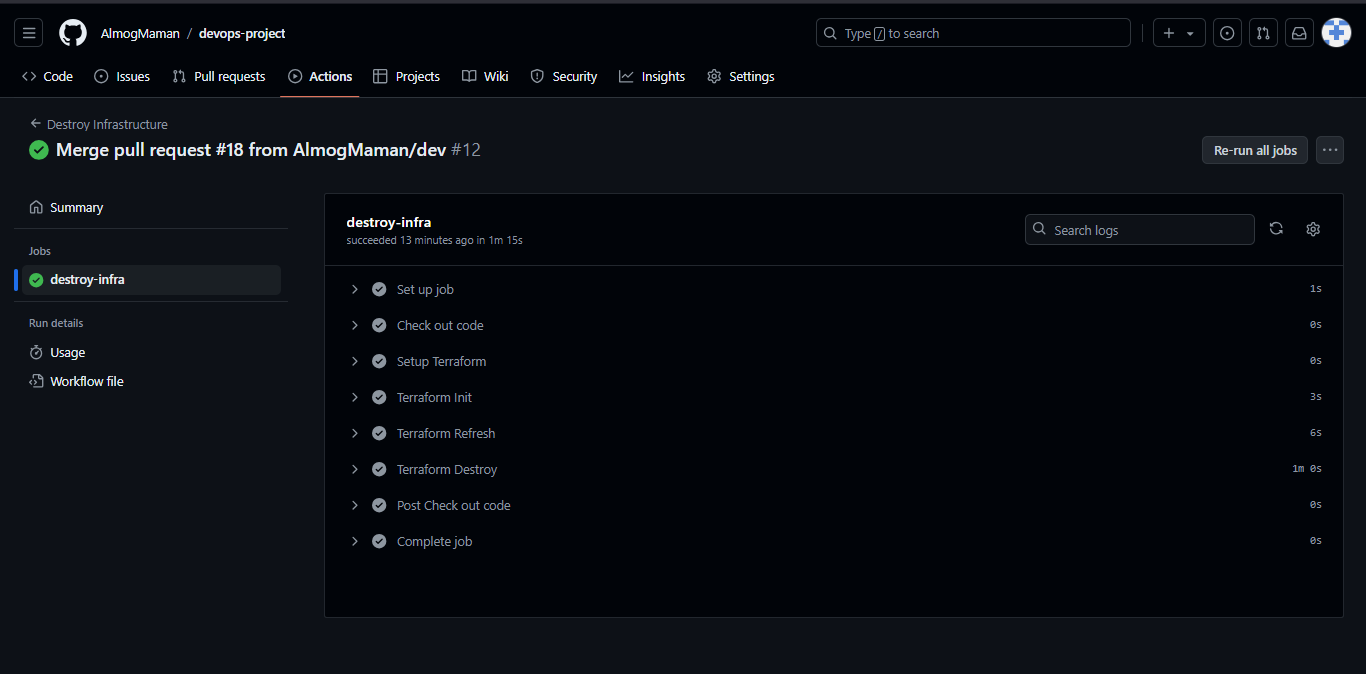 AlmogMaman / devops-project
Type / to search
Code Issues Pull requests Actions Projects Wiki Security Insights Settings
Destroy Infrastructure
Merge pull request #18 from AlmogMaman/dev #12
Re-run all jobs
Summary
Jobs
destroy-infra
Run details
Usage
Workflow file
destroy-infra
succeeded 13 minutes ago in 1m 15s
Search logs
Set up job 1s
Check out code 0s
Setup Terraform 0s
Terraform Init 3s
Terraform Refresh 6s
Terraform Destroy 1m 0s
Post Check out code 0s
Complete job 0s